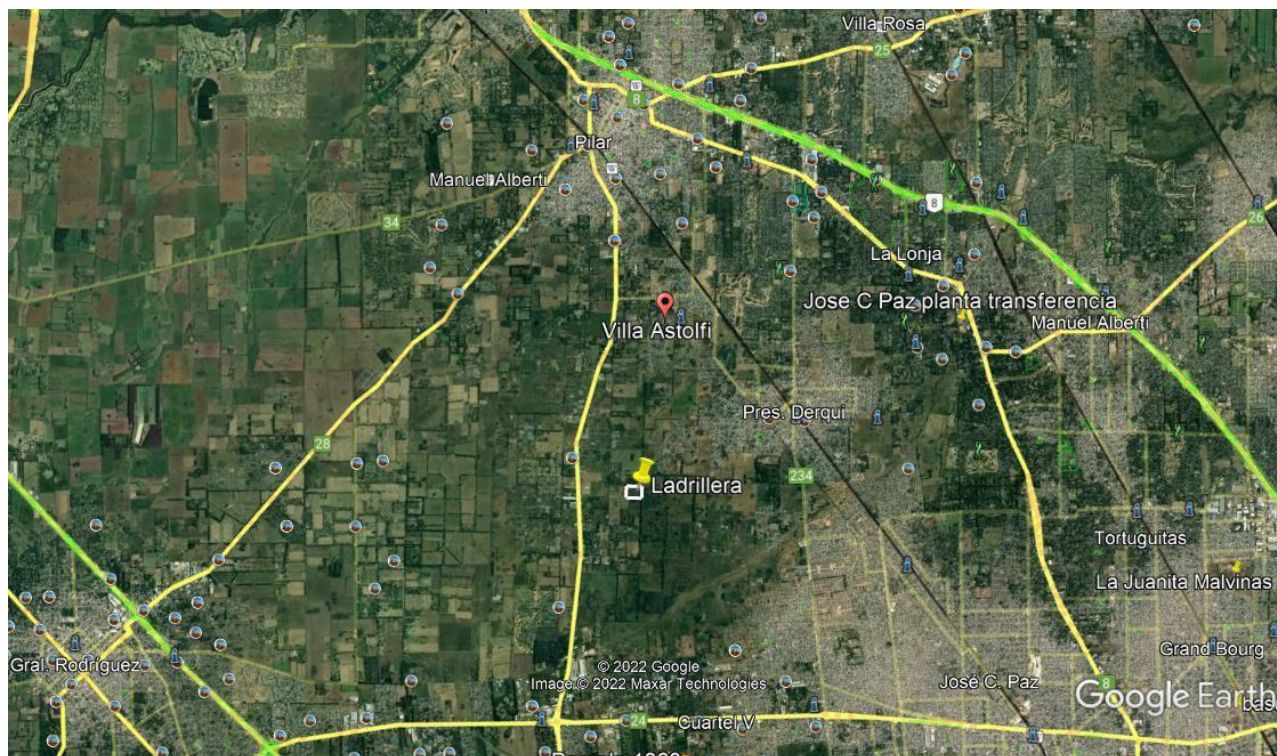 Villa Rosa
25
8
Pilar
Manuel Alberti
34
8
26
La Lonja
Jose C Paz planta transferencia
Manuel Alberti
Villa Astolfi
Pres. Derqui
28
234
Ladrillera
Tortuguitas
La Juanita Malvinas
Grand Bourg
Gral. Rodríguez
© 2022 Google
Image © 2022 Maxar Technologies
José C. Paz
8
Google Earth
24
Cuartel V